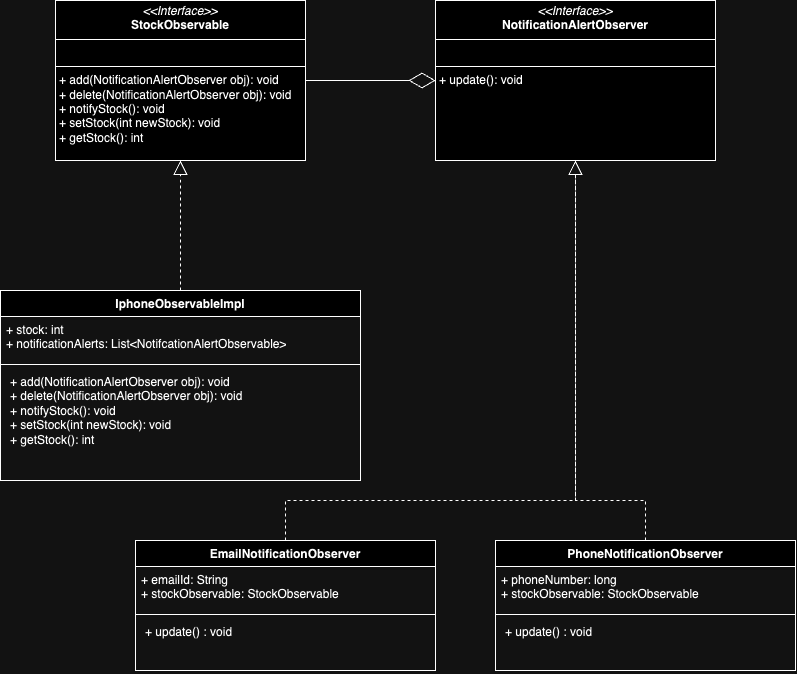 <<Interface>>
StockObservable
+ add(NotificationAlertObserver obj): void
+ delete(NotificationAlertObserver obj): void
+ notifyStock(): void
+ setStock(int newStock): void
+ getStock(): int
<<Interface>>
NotificationAlertObserver
+ update(): void
IphoneObservableImpl
+ stock: int
+ notificationAlerts: List<NotifcationAlertObservable>
+ add(NotificationAlertObserver obj): void
+ delete(NotificationAlertObserver obj): void
+ notifyStock(): void
+ setStock(int newStock): void
+ getStock(): int
EmailNotificationObserver
+ emailId: String
+ stockObservable: StockObservable
+ update() : void
PhoneNotificationObserver
+ phoneNumber: long
+ stockObservable: StockObservable
+ update() : void